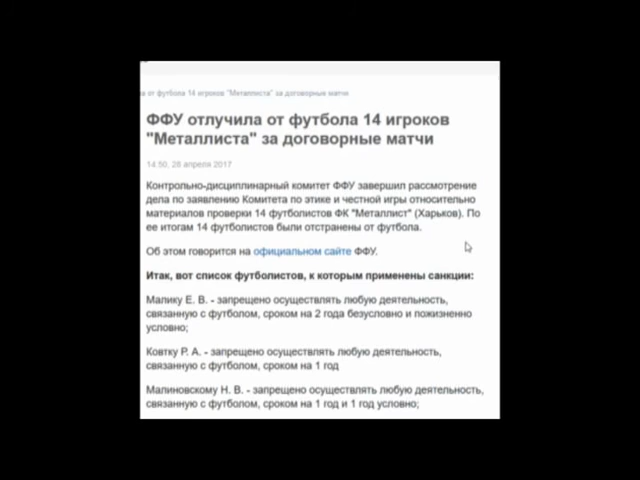 а от футбола 14 игроков "Металлиста" за договорные матчи
ФФУ отлучила от футбола 14 игроков
"Металлиста" за договорные матчи
14:50, 28 апреля 2017
Контрольно-дисциплинарный комитет ФФУ завершил рассмотрение
дела по заявлению Комитета по этике и честной игры относительно
материалов проверки 14 футболистов ФК "Металлист" (Харьков). По
ее итогам 14 футболистов были отстранены от футбола.
Об этом говорится на официальном сайте ФФУ.
Итак, вот список футболистов, к которым применены санкции:
Малику Е. В. - запрещено осуществлять любую деятельность,
связанную с футболом, сроком на 2 года безусловно и пожизненно
условно;
Ковтку Р. А. - запрещено осуществлять любую деятельность,
связанную с футболом, сроком на 1 год
Малиновскому Н. В. - запрещено осуществлять любую деятельность,
связанную с футболом, сроком на 1 год и 1 год условно;